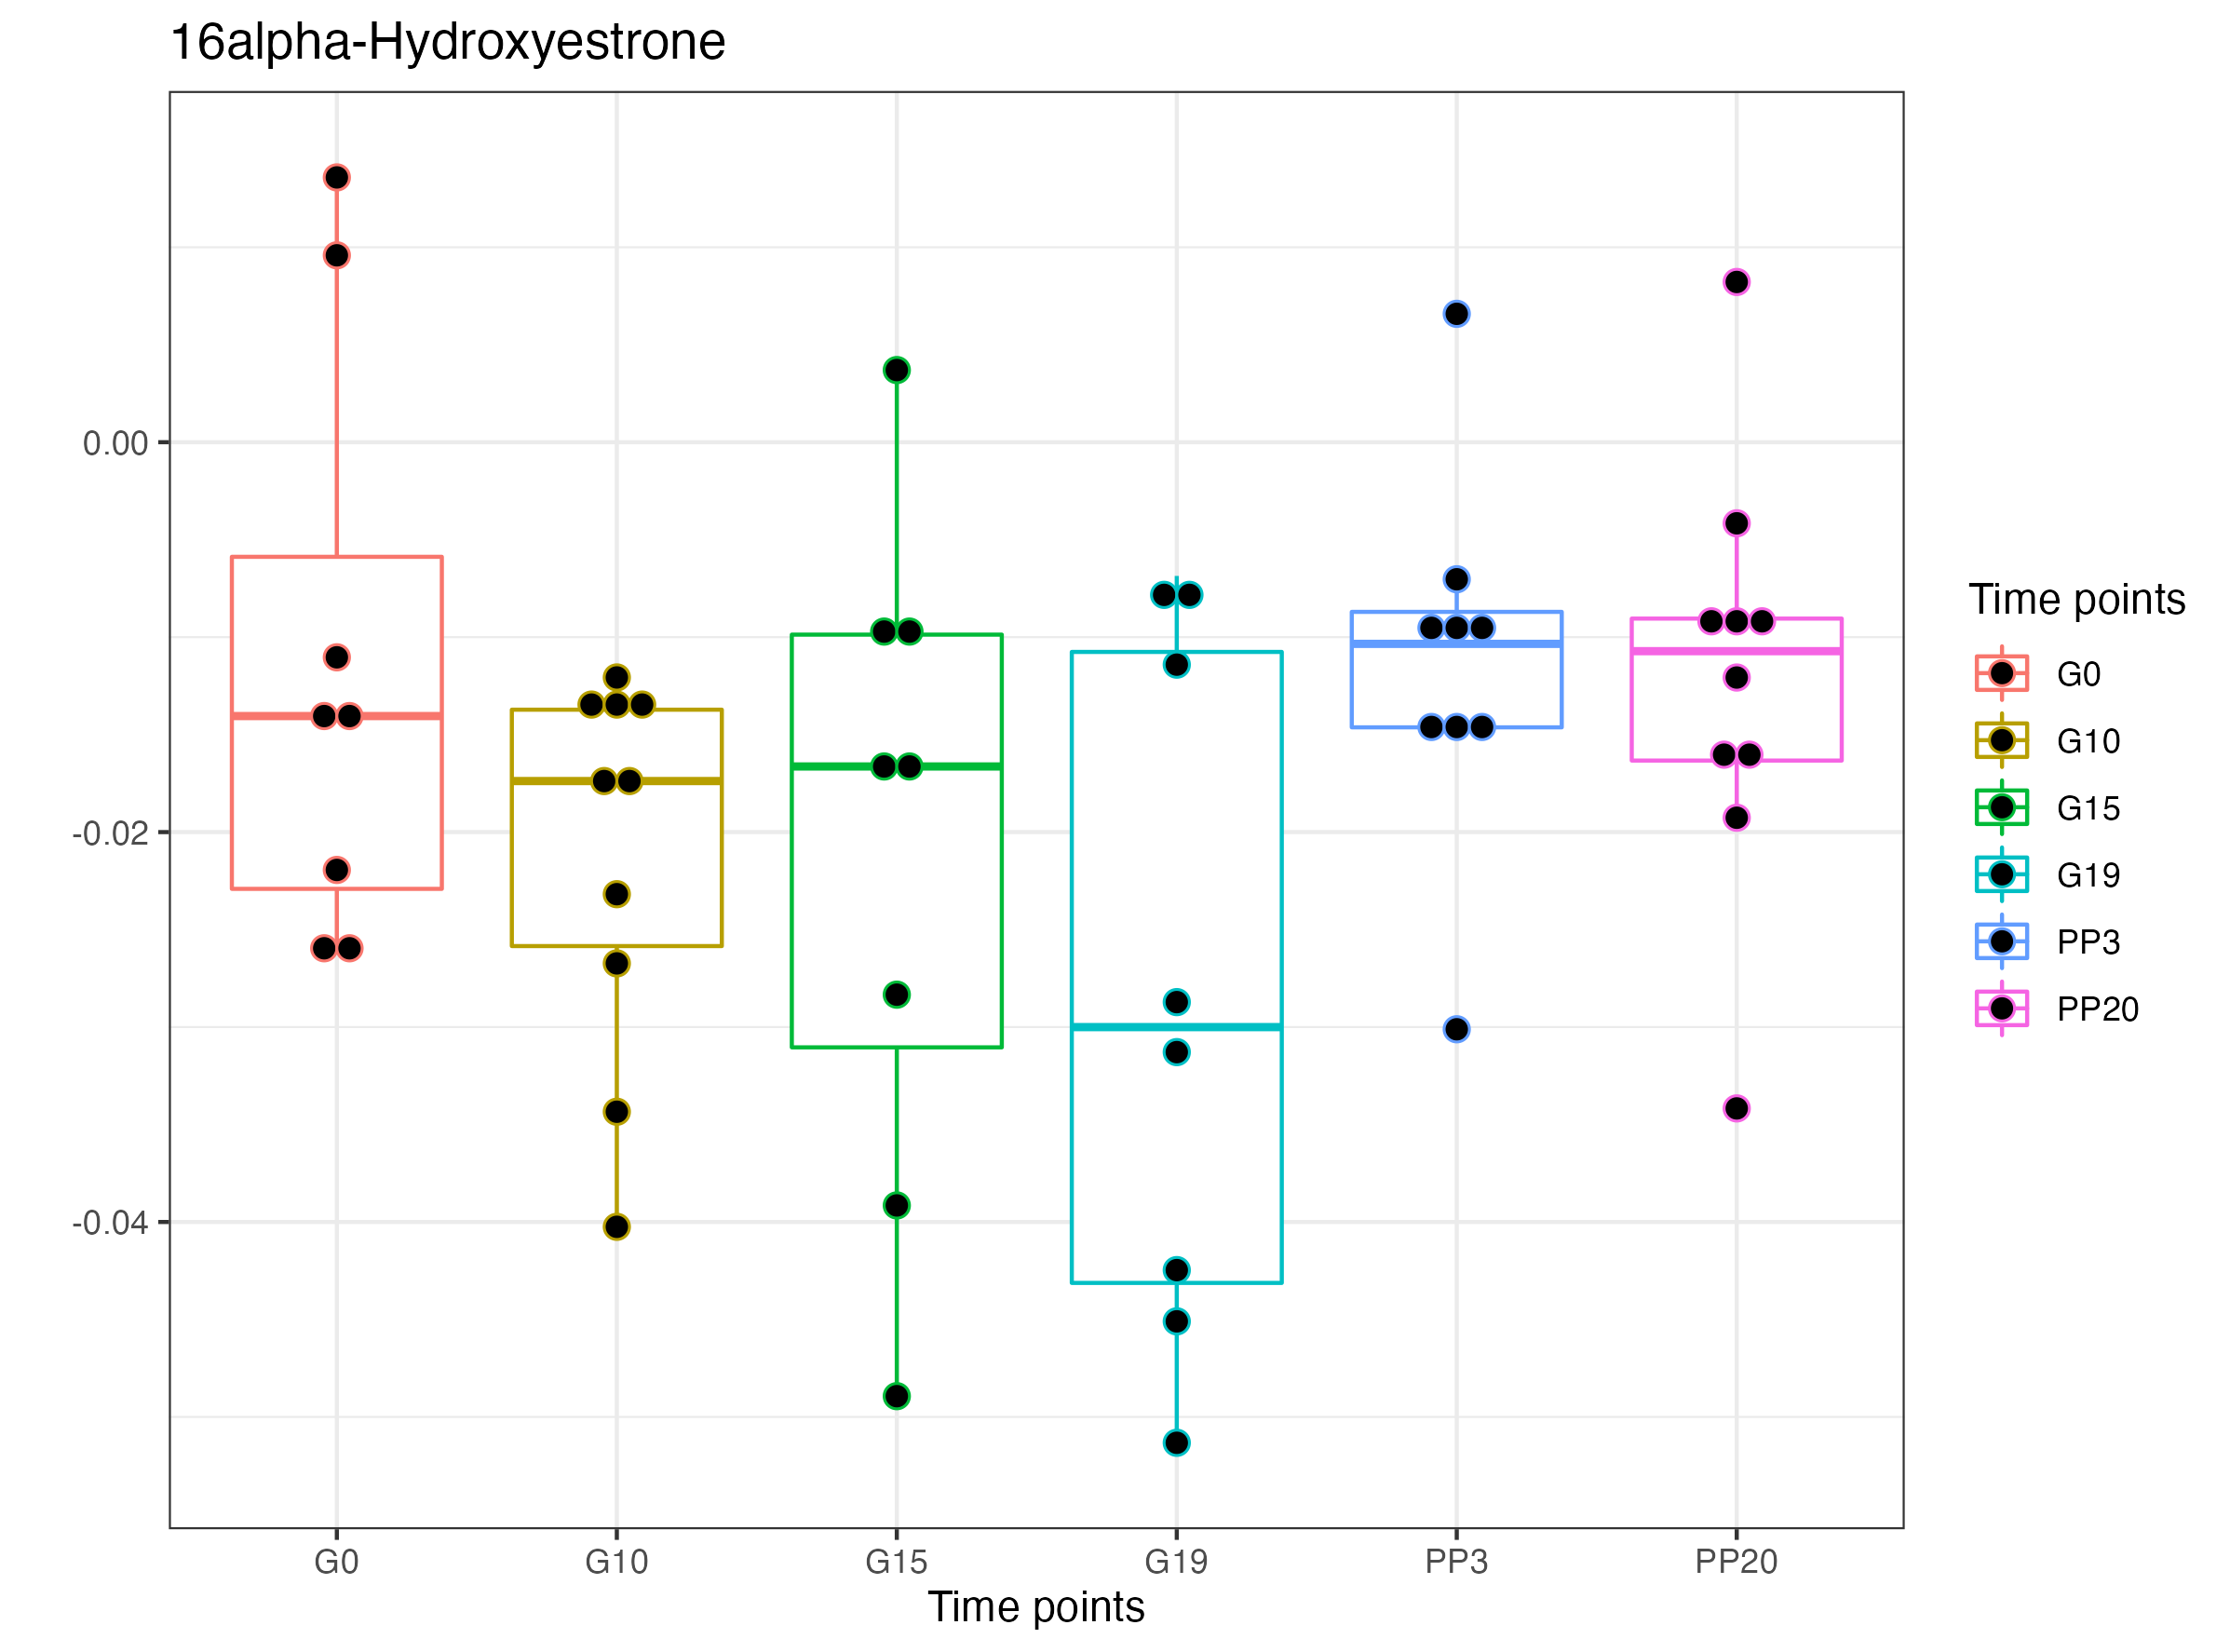 16alpha-Hydroxyestrone
0.00
-0.02
-0.04
G0 G10 G15 G19 PP3 PP20
Time points
Time points
G0
G10
G15
G19
PP3
PP20